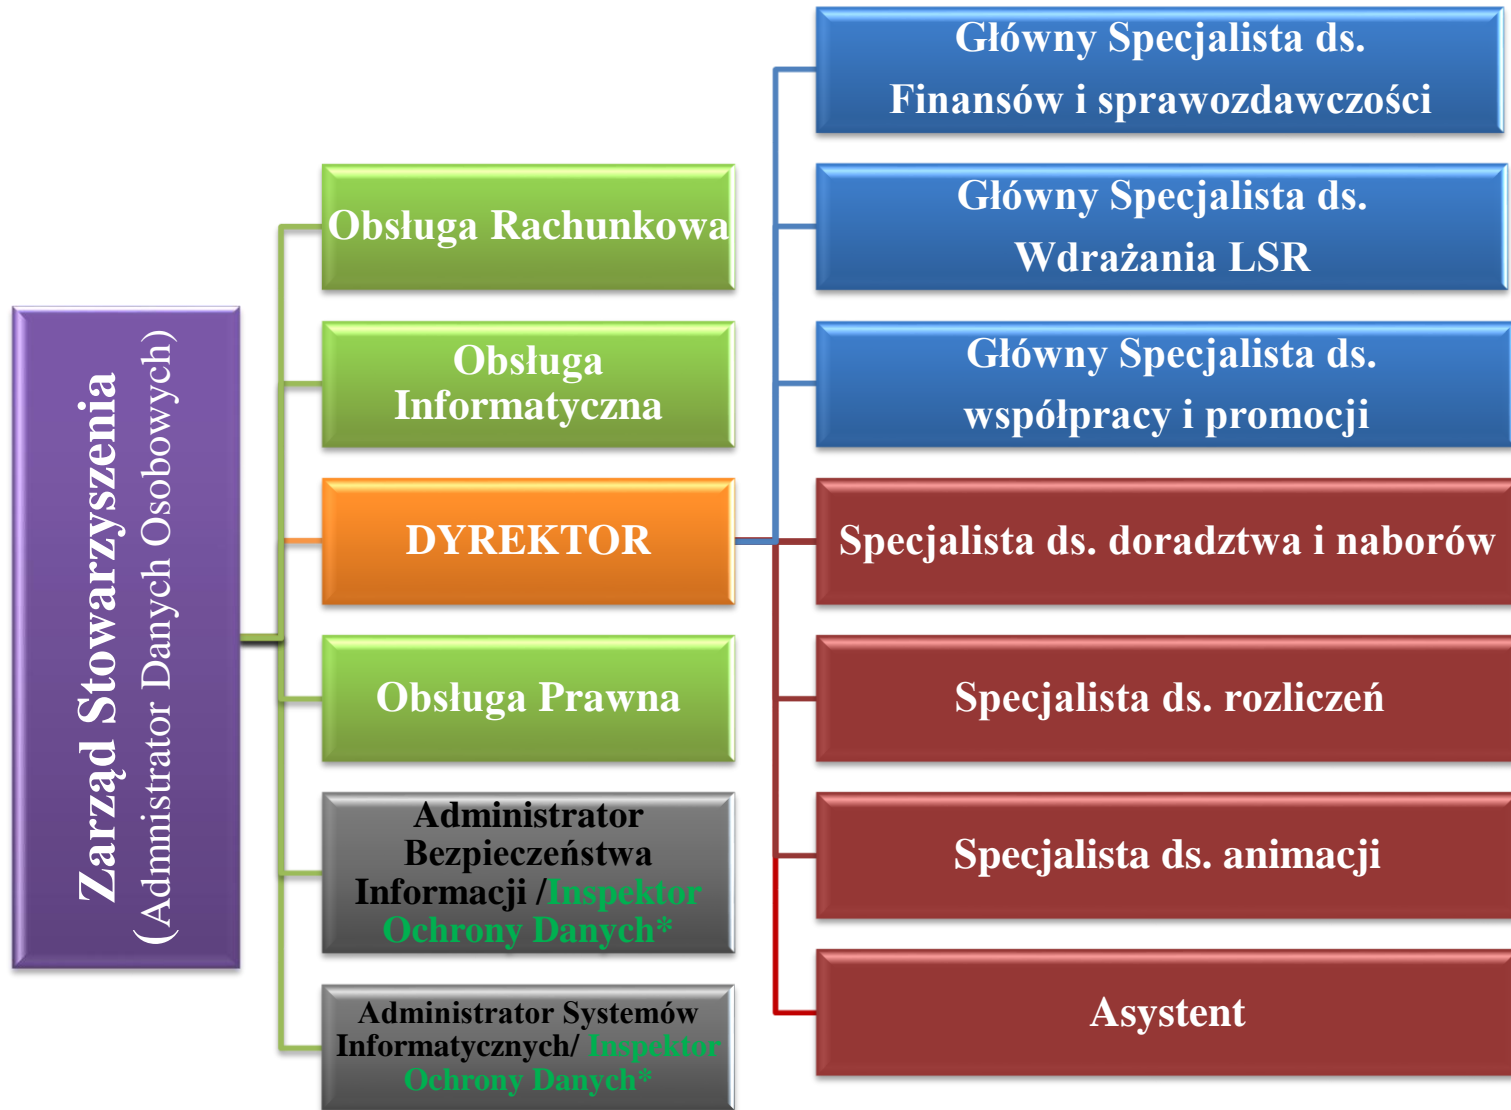 Zarząd Stowarzyszenia
(Administrator Danych Osobowych)
Obsługa Rachunkowa
Obsługa
Informatyczna
DYREKTOR
Obsługa Prawna
Administrator
Bezpieczeństwa
Informacji /Inspektor
Ochrony Danych*
Administrator Systemów
Informatycznych/ Inspektor
Ochrony Danych*
Główny Specjalista ds.
Finansów i sprawozdawczości
Główny Specjalista ds.
Wdrażania LSR
Główny Specjalista ds.
współpracy i promocji
Specjalista ds. doradztwa i naborów
Specjalista ds. rozliczeń
Specjalista ds. animacji
Asystent